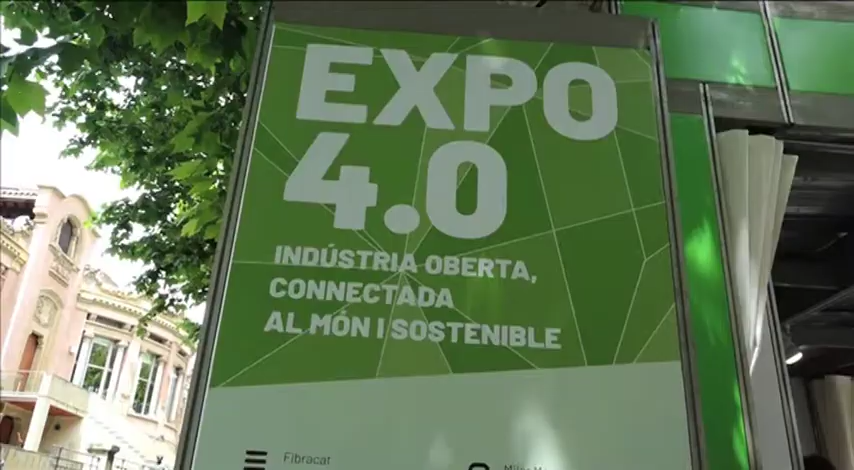 EXPO
4.0
INDÚSTRIA OBERTA,
CONNECTADA
AL MÓN I SOSTENIBLE
Fibracat